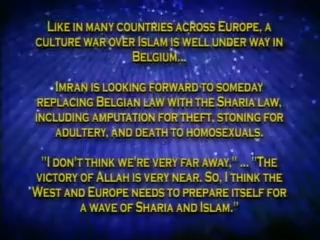 LIKE IN MANY COUNTRIES ACROSS EUROPE, A
CULTURE WAR OVER ISLAM IS WELL UNDER WAY IN
BELGIUM...
IMRAN IS LOOKING FORWARD TO SOMEDAY
REPLACING BELGIAN LAW WITH THE SHARIA LAW,
INCLUDING AMPUTATION FOR THEFT, STONING FOR
ADULTERY, AND DEATH TO HOMOSEXUALS.
"I DON'T THINK WE'RE VERY FAR AWAY," ... "THE
VICTORY OF ALLAH IS VERY NEAR. SO, I THINK THE
WEST AND EUROPE NEEDS TO PREPARE ITSELF FOR
A WAVE OF SHARIA AND ISLAM."